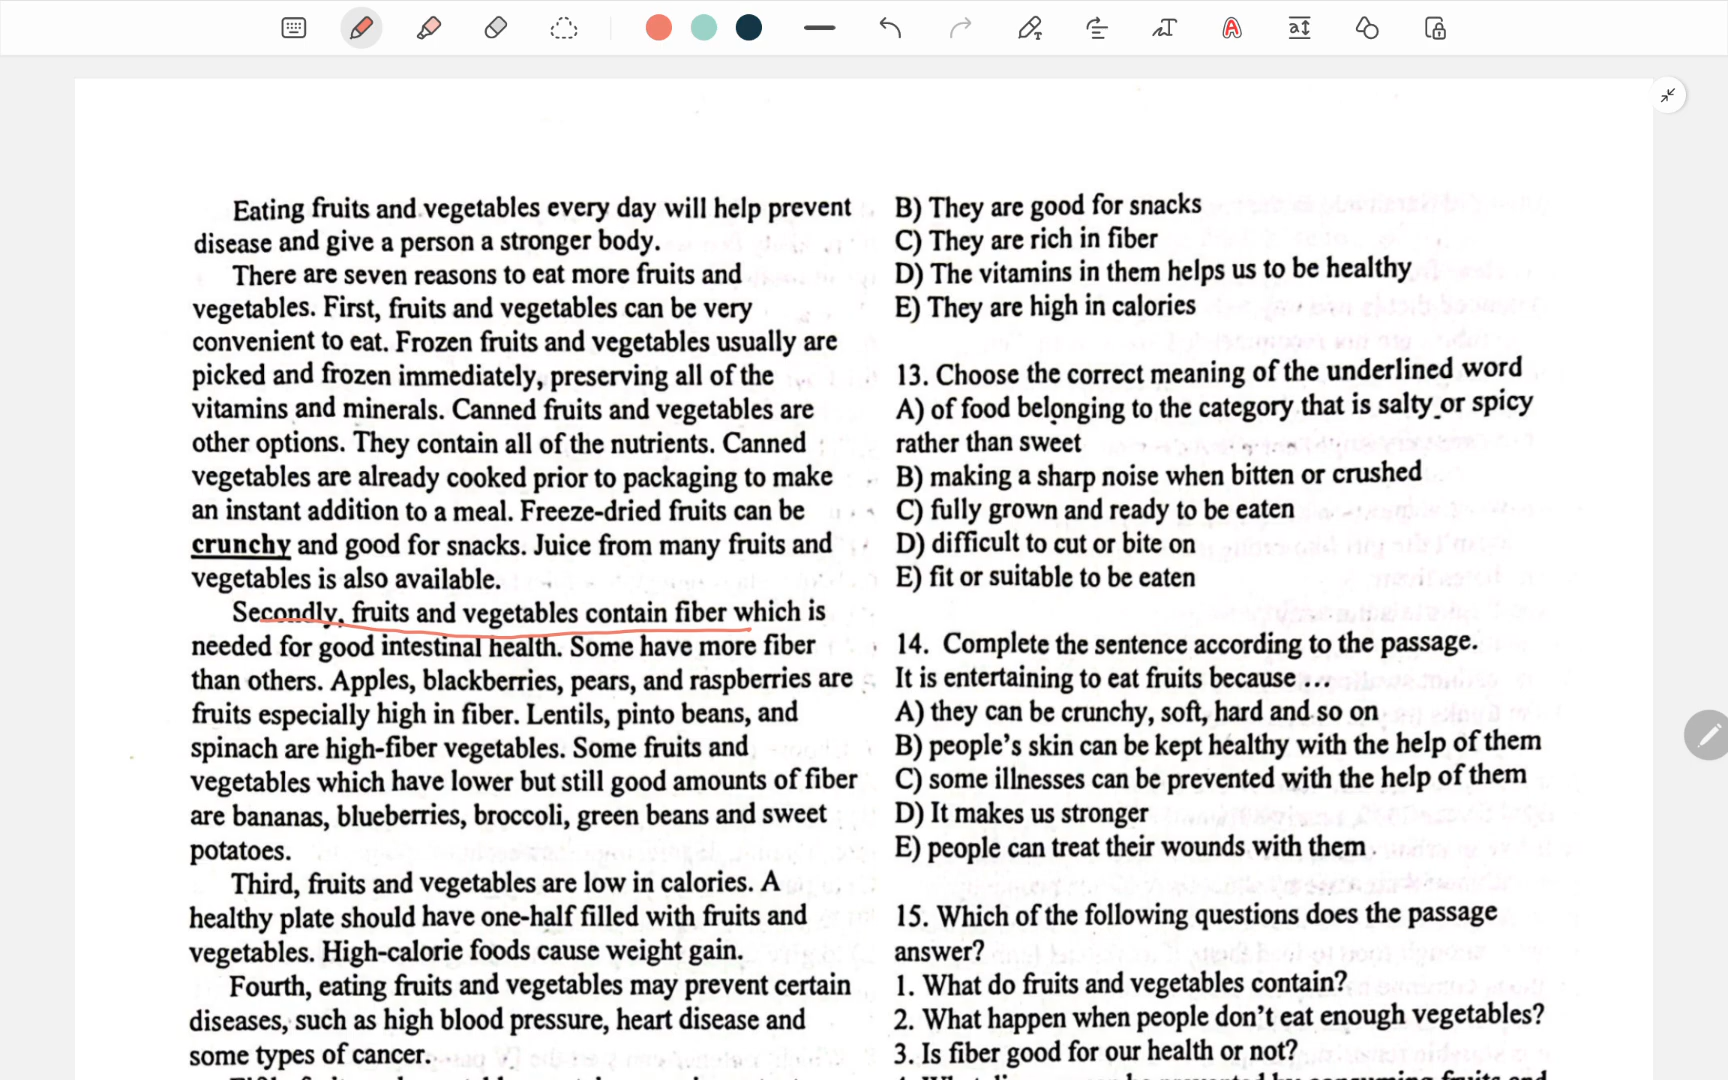 Eating fruits and vegetables every day will help prevent
disease and give a person a stronger body.
There are seven reasons to eat more fruits and
vegetables. First, fruits and vegetables can be very
convenient to eat. Frozen fruits and vegetables usually are
picked and frozen immediately, preserving all of the
vitamins and minerals. Canned fruits and vegetables are
other options. They contain all of the nutrients. Canned
vegetables are already cooked prior to packaging to make
an instant addition to a meal. Freeze-dried fruits can be
crunchy and good for snacks. Juice from many fruits and
vegetables is also available.
Secondly, fruits and vegetables contain fiber which is
needed for good intestinal health. Some have more fiber
than others. Apples, blackberries, pears, and raspberries are
fruits especially high in fiber. Lentils, pinto beans, and
spinach are high-fiber vegetables. Some fruits and
vegetables which have lower but still good amounts of fiber
are bananas, blueberries, broccoli, green beans and sweet
potatoes.
Third, fruits and vegetables are low in calories. A
healthy plate should have one-half filled with fruits and
vegetables. High-calorie foods cause weight gain.
Fourth, eating fruits and vegetables may prevent certain
diseases, such as high blood pressure, heart disease and
some types of cancer.
B) They are good for snacks
C) They are rich in fiber
D) The vitamins in them helps us to be healthy
E) They are high in calories
13. Choose the correct meaning of the underlined word
A) of food belonging to the category that is salty or spicy
rather than sweet
B) making a sharp noise when bitten or crushed
C) fully grown and ready to be eaten
D) difficult to cut or bite on
E) fit or suitable to be eaten
14. Complete the sentence according to the passage.
It is entertaining to eat fruits because ...
A) they can be crunchy, soft, hard and so on
B) people's skin can be kept healthy with the help of them
C) some illnesses can be prevented with the help of them
D) It makes us stronger
E) people can treat their wounds with them
15. Which of the following questions does the passage
answer?
1. What do fruits and vegetables contain?
2. What happen when people don't eat enough vegetables?
3. Is fiber good for our health or not?